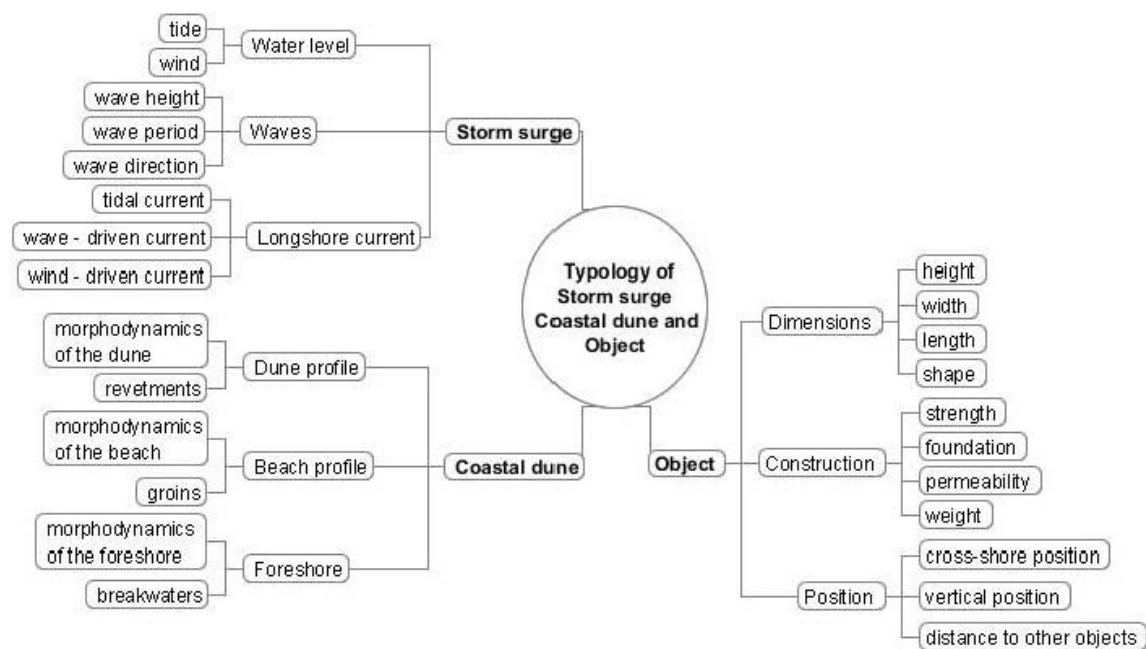 tide
wind
Water level
wave height
wave period
wave direction
Waves
Storm surge
tidal current
wave - driven current
wind - driven current
Longshore current
Typology of
Storm surge
Coastal dune and
Object
morphodynamics
of the dune
revetments
Dune profile
morphodynamics
of the beach
groins
Beach profile
Coastal dune
morphodynamics
of the foreshore
breakwaters
Foreshore
Object
Dimensions
height
width
length
shape
Construction
strength
foundation
permeability
weight
Position
cross-shore position
vertical position
distance to other objects